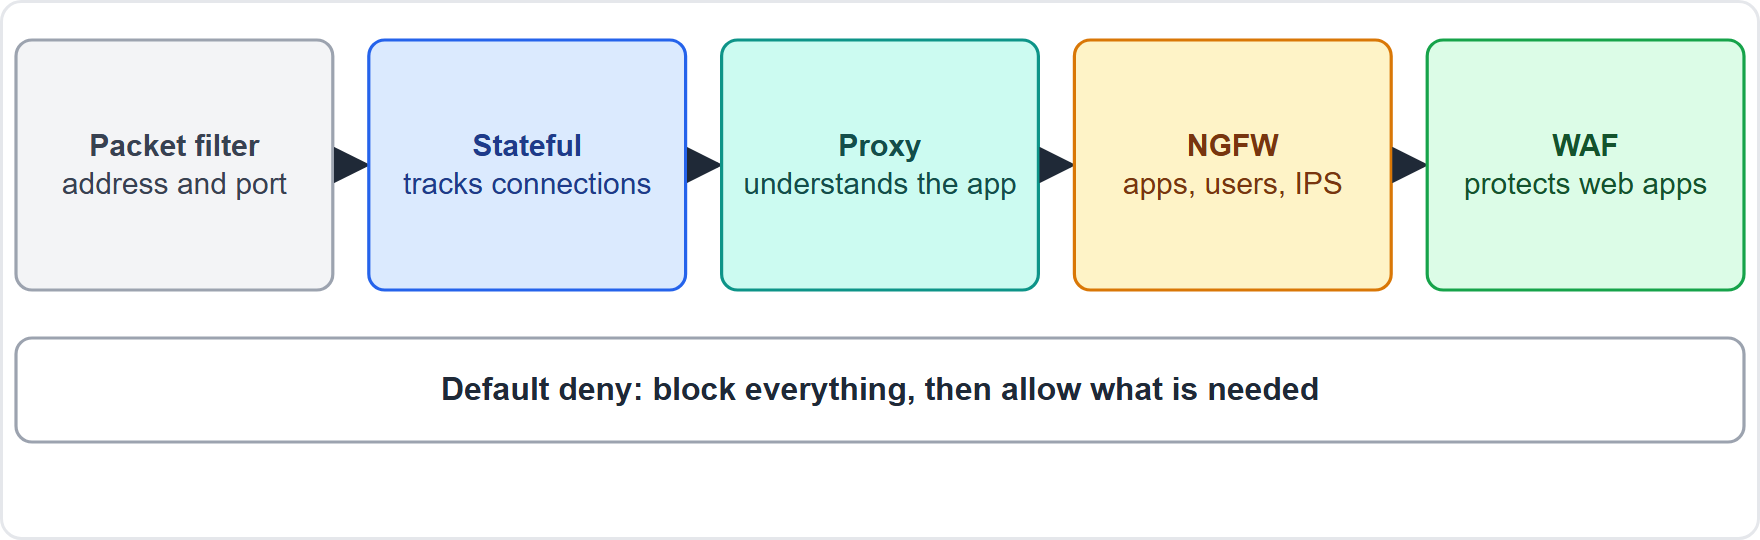 Packet filter
address and port
Stateful
tracks connections
Proxy
understands the app
NGFW
apps, users, IPS
WAF
protects web apps
Default deny: block everything, then allow what is needed